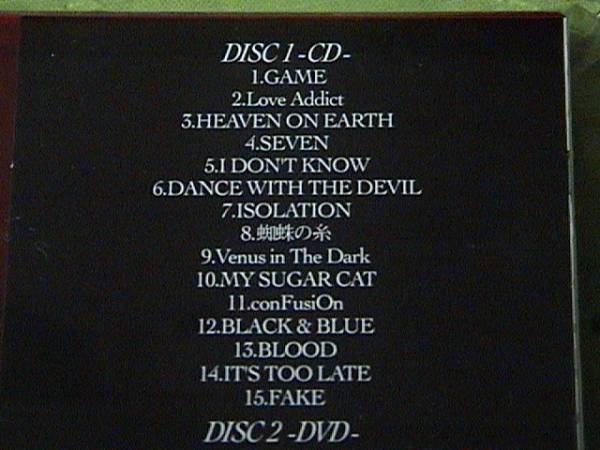 DISC 1 -CD-
1.GAME
2.Love Addict
3.HEAVEN ON EARTH
4.SEVEN
5.I DON'T KNOW
6.DANCE WITH THE DEVIL
7.ISOLATION
8.蜘蛛の糸
9.Venus in The Dark
10.MY SUGAR CAT
11.conFusiOn
12.BLACK & BLUE
13.BLOOD
14.IT'S TOO LATE
15.FAKE
DISC 2 -DVD-